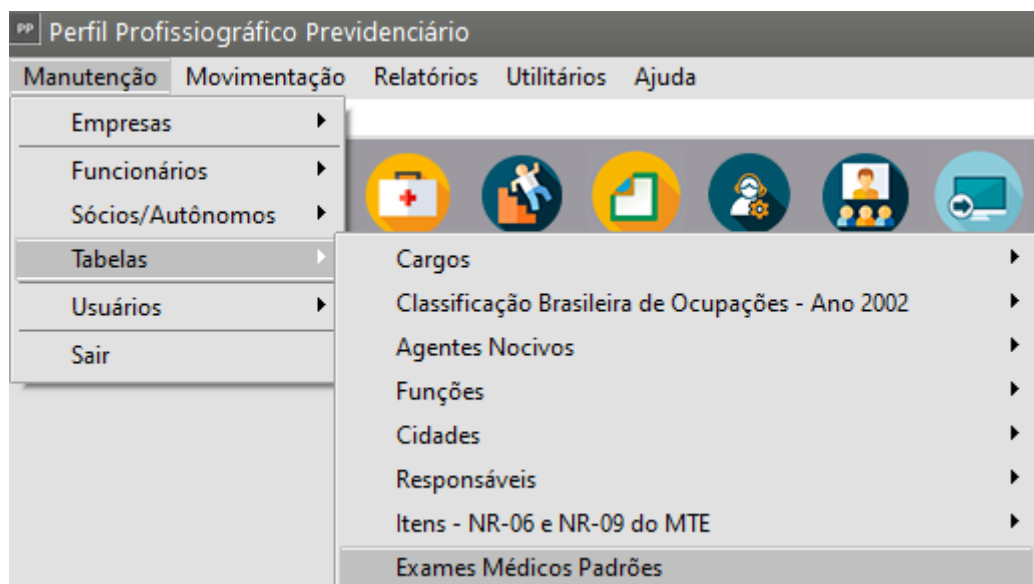 PP Perfil Profissiográfico Previdenciário
Manutenção Movimentação Relatórios Utilitários Ajuda
Empresas
Funcionários
Sócios/Autônomos
Tabelas
Usuários
Sair
Cargos
Classificação Brasileira de Ocupações - Ano 2002
Agentes Nocivos
Funções
Cidades
Responsáveis
Itens - NR-06 e NR-09 do MTE
Exames Médicos Padrões